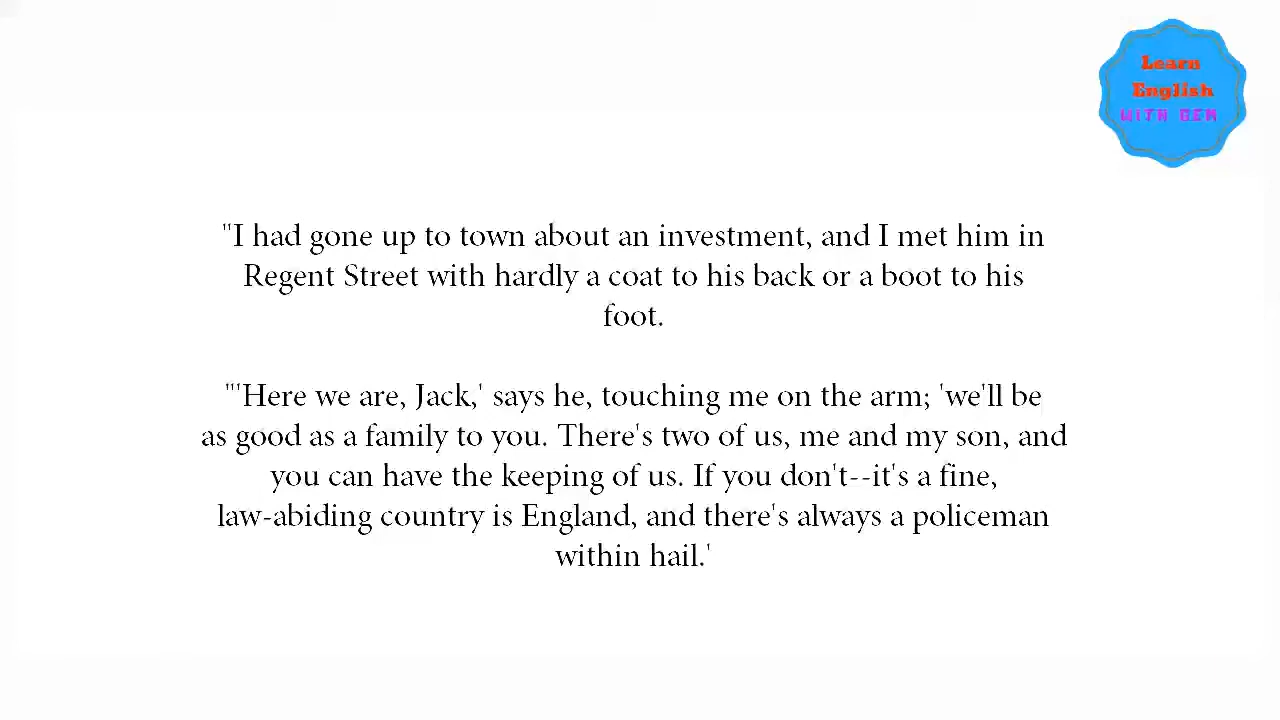 Learn
English
WITH BEN
"I had gone up to town about an investment, and I met him in
Regent Street with hardly a coat to his back or a boot to his
foot.
"'Here we are, Jack,' says he, touching me on the arm; 'we'll be
as good as a family to you. There's two of us, me and my son, and
you can have the keeping of us. If you don't--it's a fine,
law-abiding country is England, and there's always a policeman
within hail.'